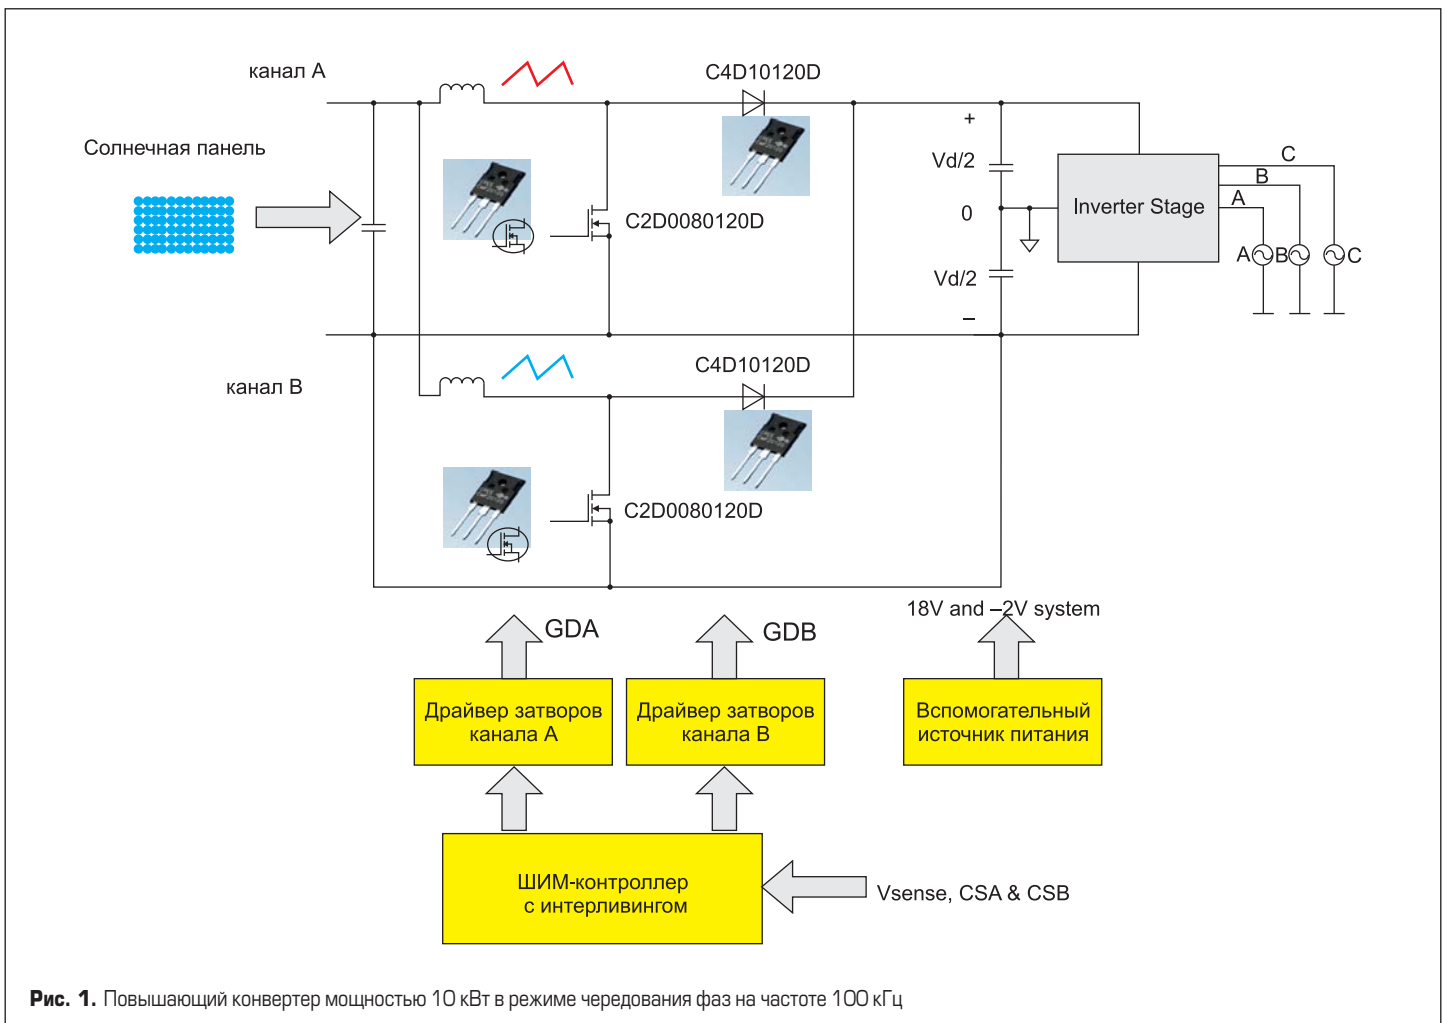 канал А
C4D10120D
Солнечная панель
+
Vd/2
C2D0080120D
0
Inverter Stage
C
B
A
A
B
C
Vd/2
–
канал В
C4D10120D
C2D0080120D
18V and –2V system
GDA
GDB
Драйвер затворов
канала А
Драйвер затворов
канала В
Вспомогательный
источник питания
ШИМ-контроллер
с интерливингом
Vsense, CSA & CSB
Рис. 1. Повышающий конвертер мощностью 10 кВт в режиме чередования фаз на частоте 100 кГц